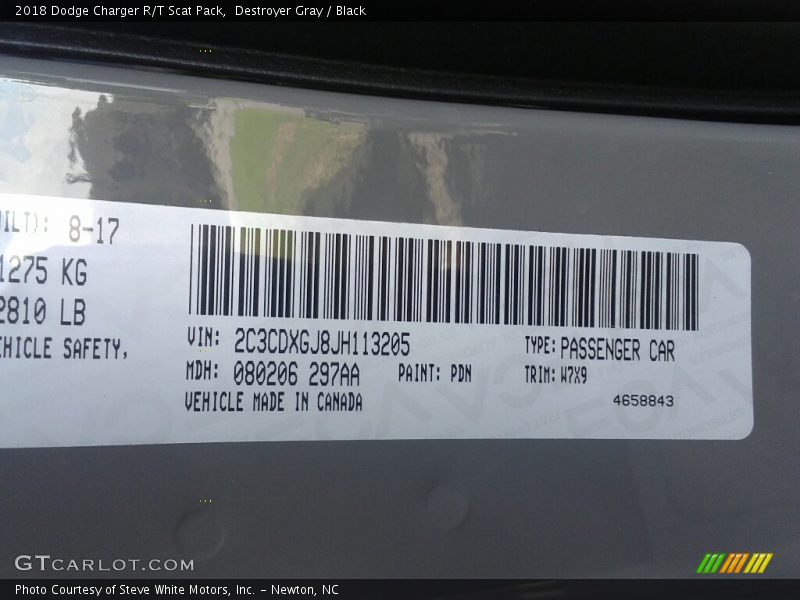 2018 Dodge Charger R/T Scat Pack, Destroyer Gray / Black
8-17
1275 KG
2810 LB
VEHICLE SAFETY,
VIN: 2C3CDXGJ8JH113205
TYPE: PASSENGER CAR
MDH: 080206 297AA
PAINT: PDN
TRIM: W7X9
VEHICLE MADE IN CANADA
4658843
GTCARLOT.COM
Photo Courtesy of Steve White Motors, Inc. – Newton, NC